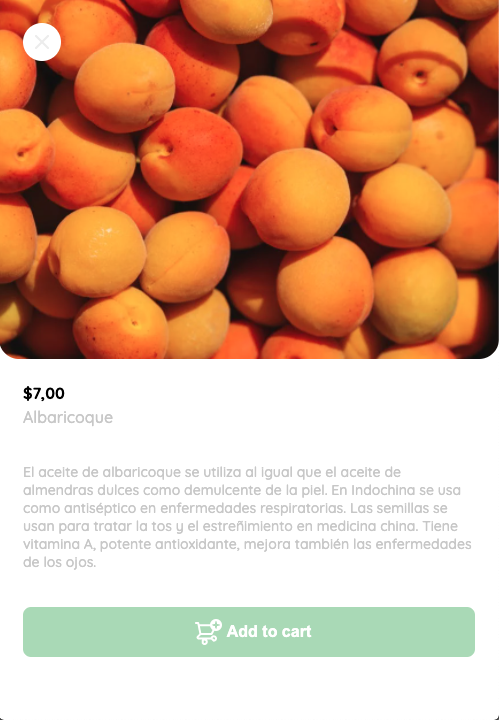 $7,00
Albaricoque
El aceite de albaricoque se utiliza al igual que el aceite de
almendras dulces como demulcente de la piel. En Indochina se usa
como antiséptico en enfermedades respiratorias. Las semillas se
usan para tratar la tos y el estreñimiento en medicina china. Tiene
vitamina A, potente antioxidante, mejora también las enfermedades
de los ojos.
Add to cart